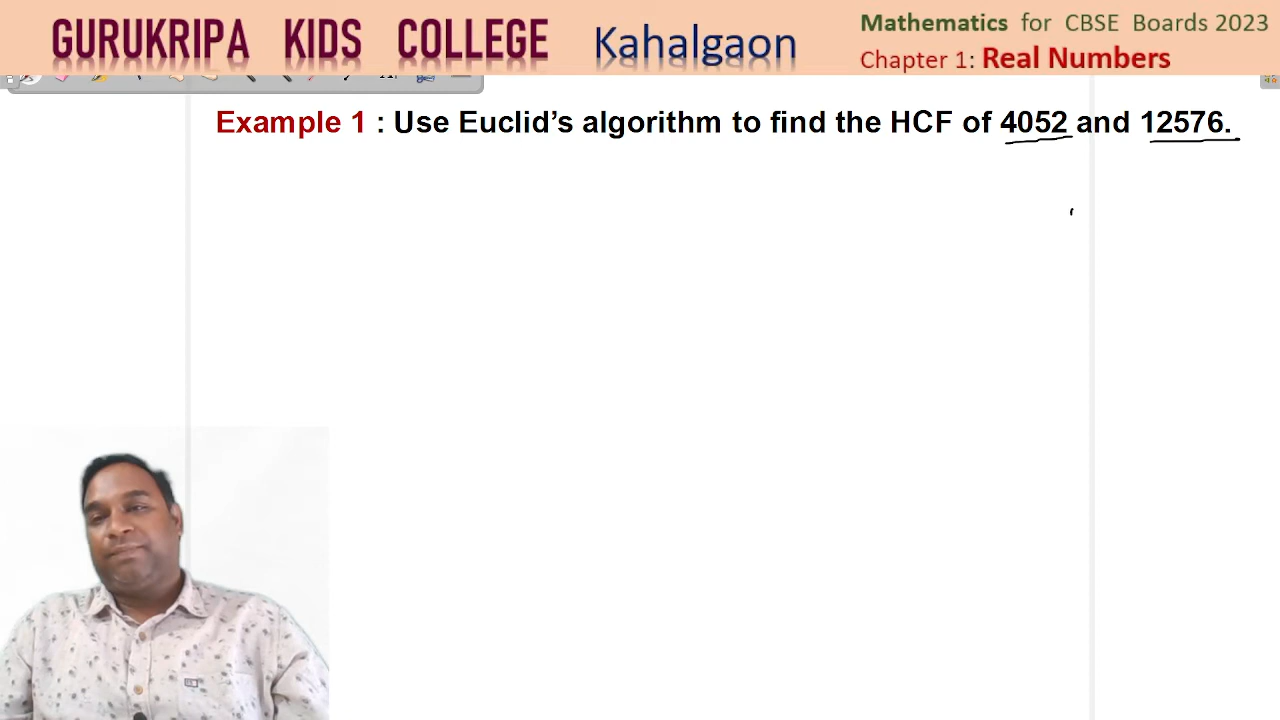 GURUKRIPA KIDS COLLEGE Kahalgaon
Mathematics for CBSE Boards 2023
Chapter 1: Real Numbers
Example 1 : Use Euclid’s algorithm to find the HCF of 4052 and 12576.